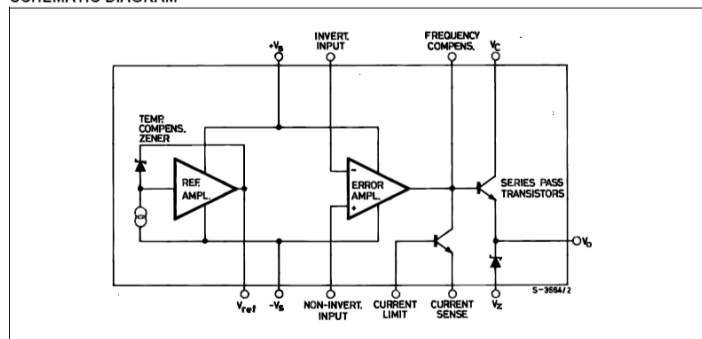 SCHEMATIC DIAGRAM
+Vs
INVERT.
INPUT
FREQUENCY
COMPENS.
VC
TEMP.
COMPENS.
ZENER
REF.
AMPL.
-
ERROR
AMPL.
+
SERIES PASS
TRANSISTORS
Vo
S-3664/2
Vref
-Vs
NON-INVERT.
INPUT
CURRENT
LIMIT
CURRENT
SENSE
VZ